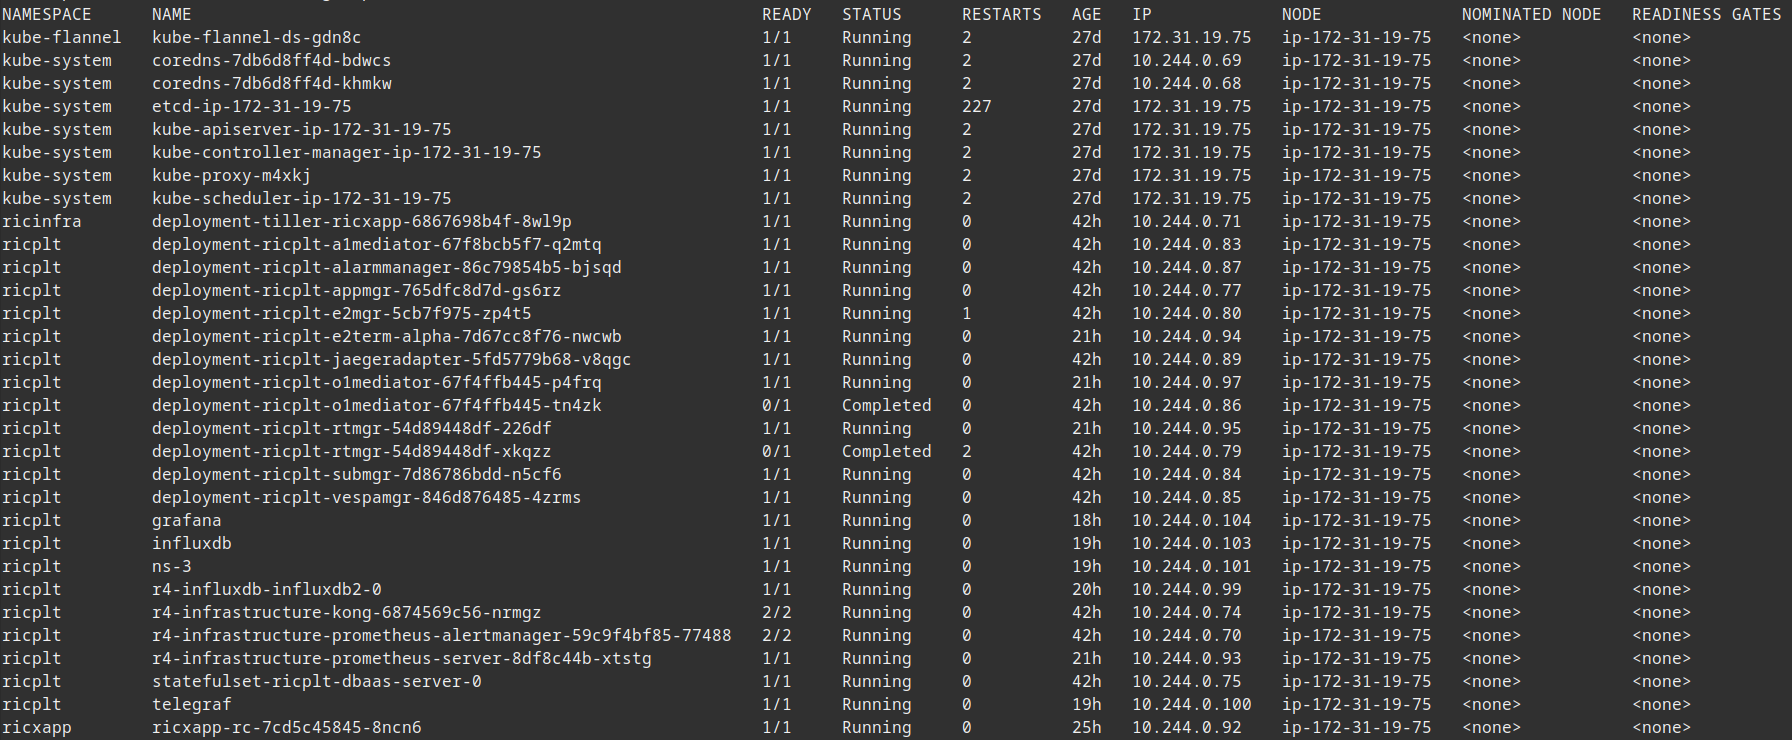 NAMESPACE NAME READY STATUS RESTARTS AGE IP NODE NOMINATED NODE READINESS GATES
kube-flannel kube-flannel-ds-gdn8c 1/1 Running 2 27d 172.31.19.75 ip-172-31-19-75 <none> <none>
kube-system coredns-7db6d8ff4d-bdwcs 1/1 Running 2 27d 10.244.0.69 ip-172-31-19-75 <none> <none>
kube-system coredns-7db6d8ff4d-khmkw 1/1 Running 2 27d 10.244.0.68 ip-172-31-19-75 <none> <none>
kube-system etcd-ip-172-31-19-75 1/1 Running 227 27d 172.31.19.75 ip-172-31-19-75 <none> <none>
kube-system kube-apiserver-ip-172-31-19-75 1/1 Running 2 27d 172.31.19.75 ip-172-31-19-75 <none> <none>
kube-system kube-controller-manager-ip-172-31-19-75 1/1 Running 2 27d 172.31.19.75 ip-172-31-19-75 <none> <none>
kube-system kube-proxy-m4xkj 1/1 Running 2 27d 172.31.19.75 ip-172-31-19-75 <none> <none>
kube-system kube-scheduler-ip-172-31-19-75 1/1 Running 2 27d 172.31.19.75 ip-172-31-19-75 <none> <none>
ricinfra deployment-tiller-ricxapp-6867698b4f-8wl9p 1/1 Running 0 42h 10.244.0.71 ip-172-31-19-75 <none> <none>
ricplt deployment-ricplt-a1mediator-67f8bcb5f7-q2mtq 1/1 Running 0 42h 10.244.0.83 ip-172-31-19-75 <none> <none>
ricplt deployment-ricplt-alarmmanager-86c79854b5-bjsqd 1/1 Running 0 42h 10.244.0.87 ip-172-31-19-75 <none> <none>
ricplt deployment-ricplt-appmgr-765dfc8d7d-gs6rz 1/1 Running 0 42h 10.244.0.77 ip-172-31-19-75 <none> <none>
ricplt deployment-ricplt-e2mgr-5cb7f975-zp4t5 1/1 Running 1 42h 10.244.0.80 ip-172-31-19-75 <none> <none>
ricplt deployment-ricplt-e2term-alpha-7d67cc8f76-nwcwb 1/1 Running 0 21h 10.244.0.94 ip-172-31-19-75 <none> <none>
ricplt deployment-ricplt-jaegeradapter-5fd5779b68-v8qgc 1/1 Running 0 42h 10.244.0.89 ip-172-31-19-75 <none> <none>
ricplt deployment-ricplt-o1mediator-67f4ffb445-p4frq 1/1 Running 0 21h 10.244.0.97 ip-172-31-19-75 <none> <none>
ricplt deployment-ricplt-o1mediator-67f4ffb445-tn4zk 0/1 Completed 0 42h 10.244.0.86 ip-172-31-19-75 <none> <none>
ricplt deployment-ricplt-rtmgr-54d89448df-226df 1/1 Running 0 21h 10.244.0.95 ip-172-31-19-75 <none> <none>
ricplt deployment-ricplt-rtmgr-54d89448df-xkqzz 0/1 Completed 2 42h 10.244.0.79 ip-172-31-19-75 <none> <none>
ricplt deployment-ricplt-submgr-7d86786bdd-n5cf6 1/1 Running 0 42h 10.244.0.84 ip-172-31-19-75 <none> <none>
ricplt deployment-ricplt-vespamgr-846d876485-4zrms 1/1 Running 0 42h 10.244.0.85 ip-172-31-19-75 <none> <none>
ricplt grafana 1/1 Running 0 18h 10.244.0.104 ip-172-31-19-75 <none> <none>
ricplt influxdb 1/1 Running 0 19h 10.244.0.103 ip-172-31-19-75 <none> <none>
ricplt ns-3 1/1 Running 0 19h 10.244.0.101 ip-172-31-19-75 <none> <none>
ricplt r4-influxdb-influxdb2-0 1/1 Running 0 20h 10.244.0.99 ip-172-31-19-75 <none> <none>
ricplt r4-infrastructure-kong-6874569c56-nrmgz 2/2 Running 0 42h 10.244.0.74 ip-172-31-19-75 <none> <none>
ricplt r4-infrastructure-prometheus-alertmanager-59c9f4bf85-77488 2/2 Running 0 42h 10.244.0.70 ip-172-31-19-75 <none> <none>
ricplt r4-infrastructure-prometheus-server-8df8c44b-xtstg 1/1 Running 0 21h 10.244.0.93 ip-172-31-19-75 <none> <none>
ricplt statefulset-ricplt-dbaas-server-0 1/1 Running 0 42h 10.244.0.75 ip-172-31-19-75 <none> <none>
ricplt telegraf 1/1 Running 0 19h 10.244.0.100 ip-172-31-19-75 <none> <none>
ricxapp ricxapp-rc-7cd5c45845-8ncn6 1/1 Running 0 25h 10.244.0.92 ip-172-31-19-75 <none> <none>